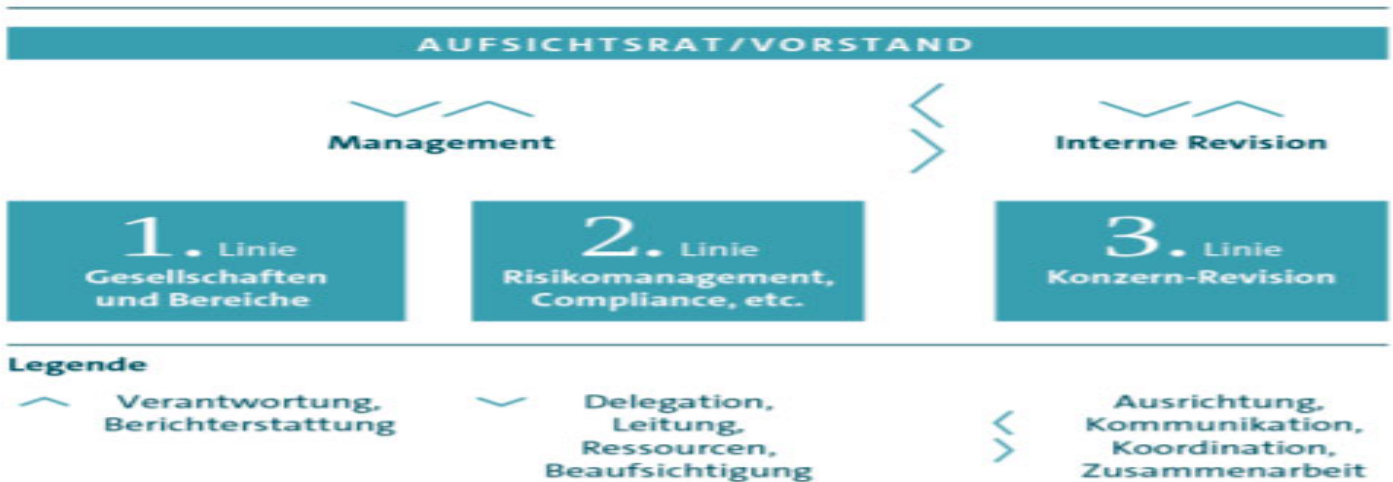 AUFSICHTSRAT/VORSTAND
Management
Interne Revision
1. Linie
Gesellschaften
und Bereiche
2. Linie
Risikomanagement,
Compliance, etc.
3. Linie
Konzern-Revision
Legende
Verantwortung,
Berichterstattung
Delegation,
Leitung,
Ressourcen,
Beaufsichtigung
Ausrichtung,
Kommunikation,
Koordination,
Zusammenarbeit